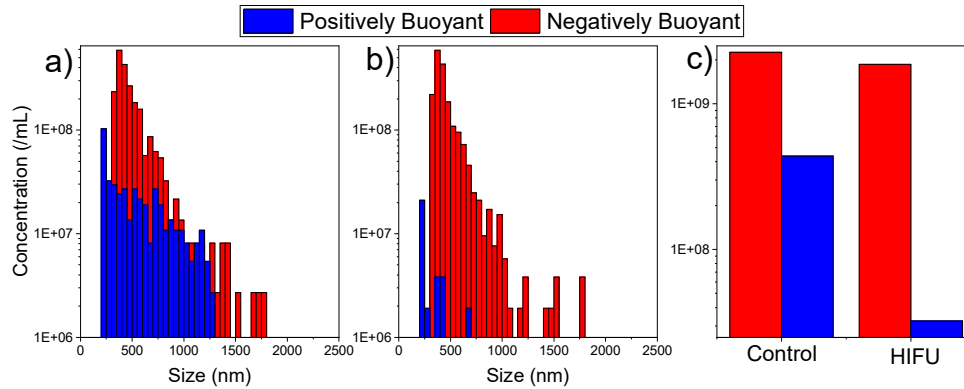 Positively Buoyant Negatively Buoyant
a) b) c)
Concentration (/mL)
1E+08
1E+07
1E+06
0 500 1000 1500 2000 2500
Size (nm)
1E+08
1E+07
1E+06
0 500 1000 1500 2000 2500
Size (nm)
1E+09
1E+08
Control HIFU